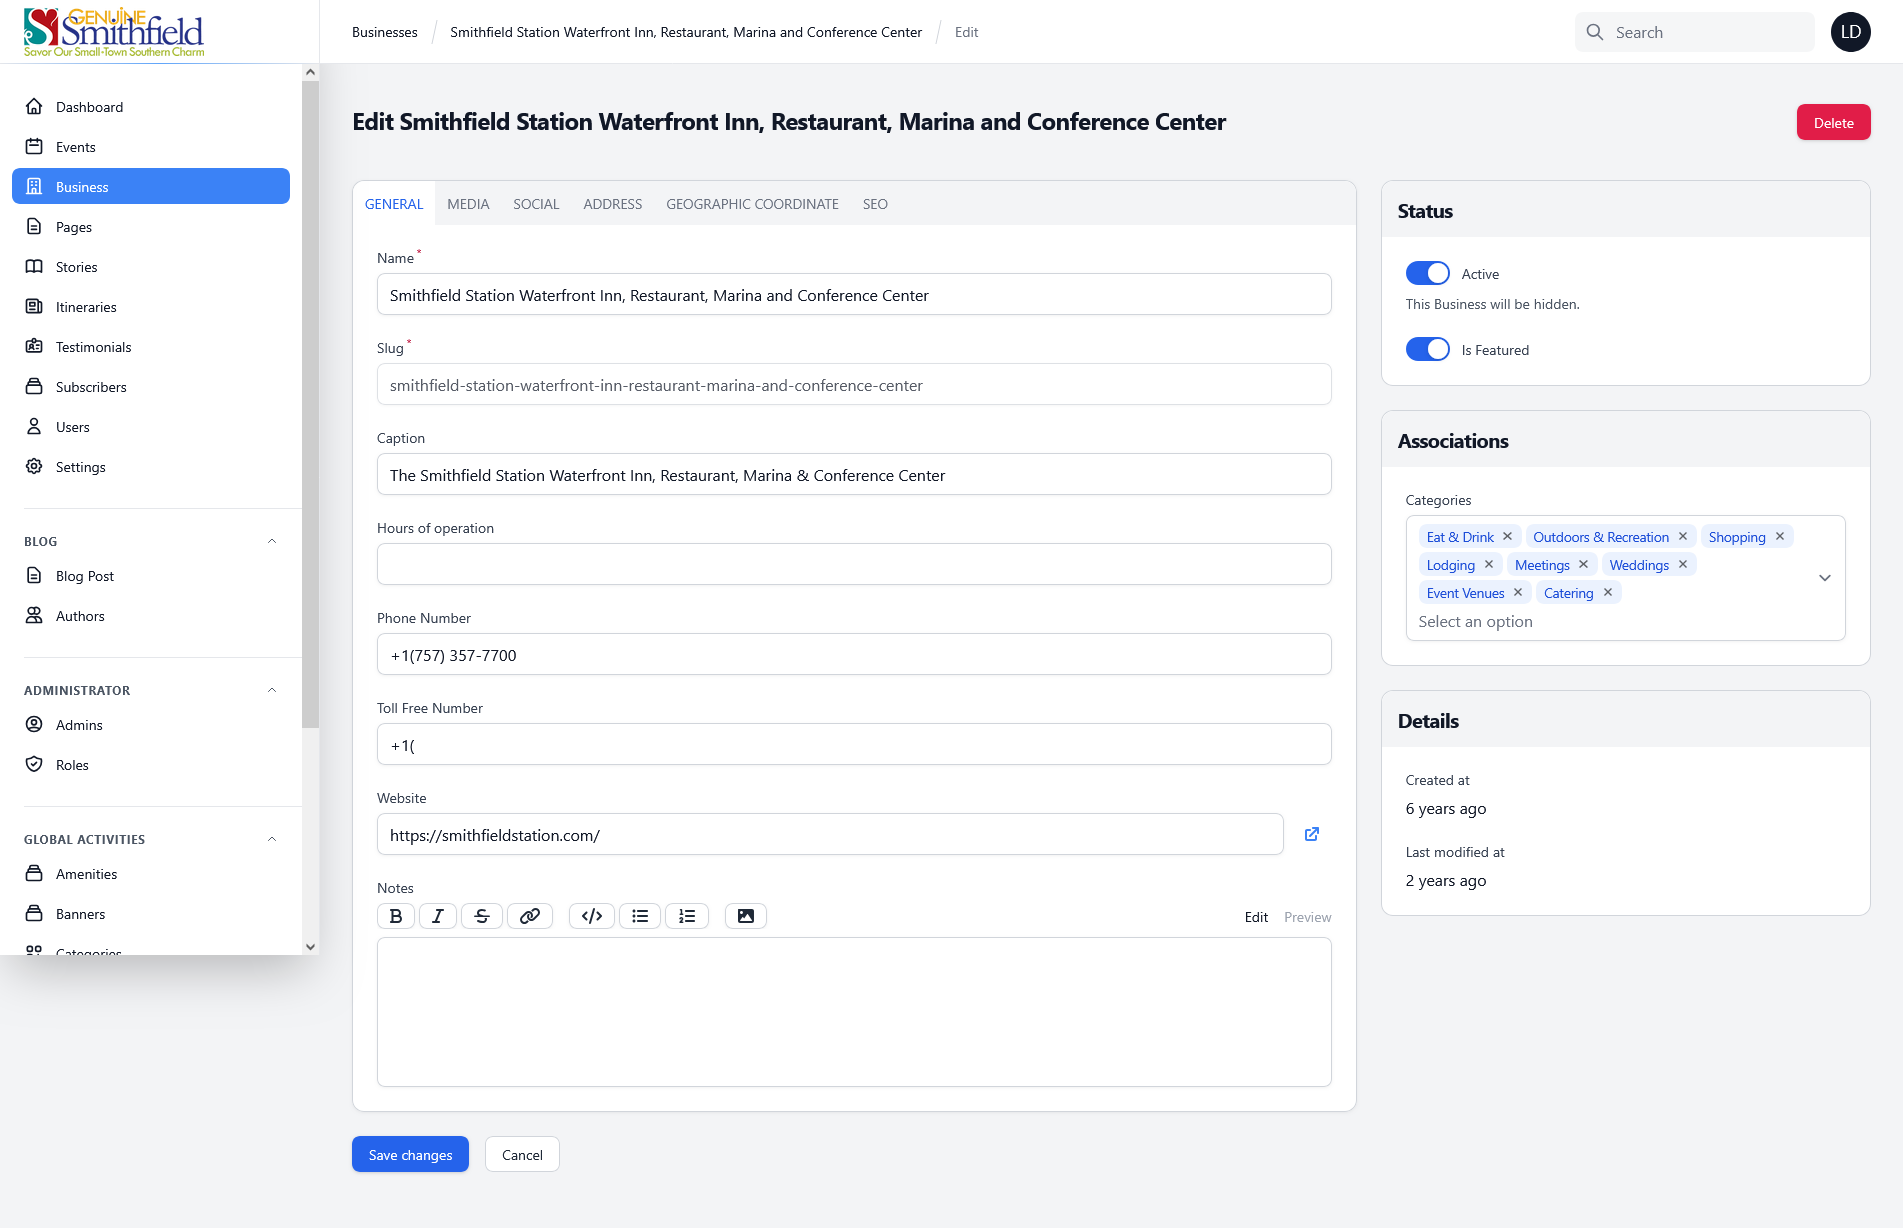 GENUINE
Smithfield
Savor Our Small-Town Southern Charm
Businesses / Smithfield Station Waterfront Inn, Restaurant, Marina and Conference Center / Edit
Search
LD
Dashboard
Events
Business
Pages
Stories
Itineraries
Testimonials
Subscribers
Users
Settings
BLOG
Blog Post
Authors
ADMINISTRATOR
Admins
Roles
GLOBAL ACTIVITIES
Amenities
Banners
Categories
Edit Smithfield Station Waterfront Inn, Restaurant, Marina and Conference Center
Delete
GENERAL MEDIA SOCIAL ADDRESS GEOGRAPHIC COORDINATE SEO
Name*
Smithfield Station Waterfront Inn, Restaurant, Marina and Conference Center
Slug*
smithfield-station-waterfront-inn-restaurant-marina-and-conference-center
Caption
The Smithfield Station Waterfront Inn, Restaurant, Marina & Conference Center
Hours of operation
Phone Number
+1(757) 357-7700
Toll Free Number
+1(
Website
https://smithfieldstation.com/
Notes
Edit Preview
Save changes
Cancel
Status
Active
This Business will be hidden.
Is Featured
Associations
Categories
Eat & Drink Outdoors & Recreation Shopping
Lodging Meetings Weddings
Event Venues Catering
Select an option
Details
Created at
6 years ago
Last modified at
2 years ago